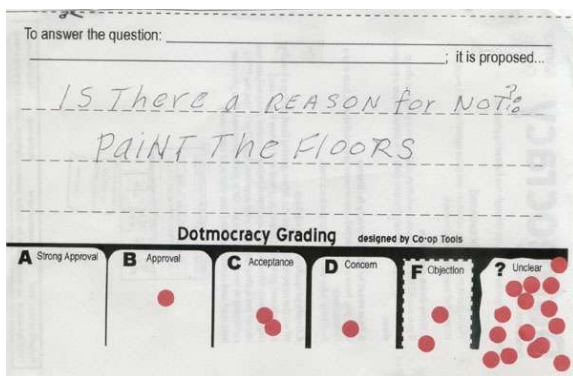 To answer the question:
; it is proposed...
IS There a REASON for NOT?
PAINT The FLOORS
Dotmocracy Grading designed by Co-op Tools
A Strong Approval B Approval C Acceptance D Concern F Objection ? Unclear